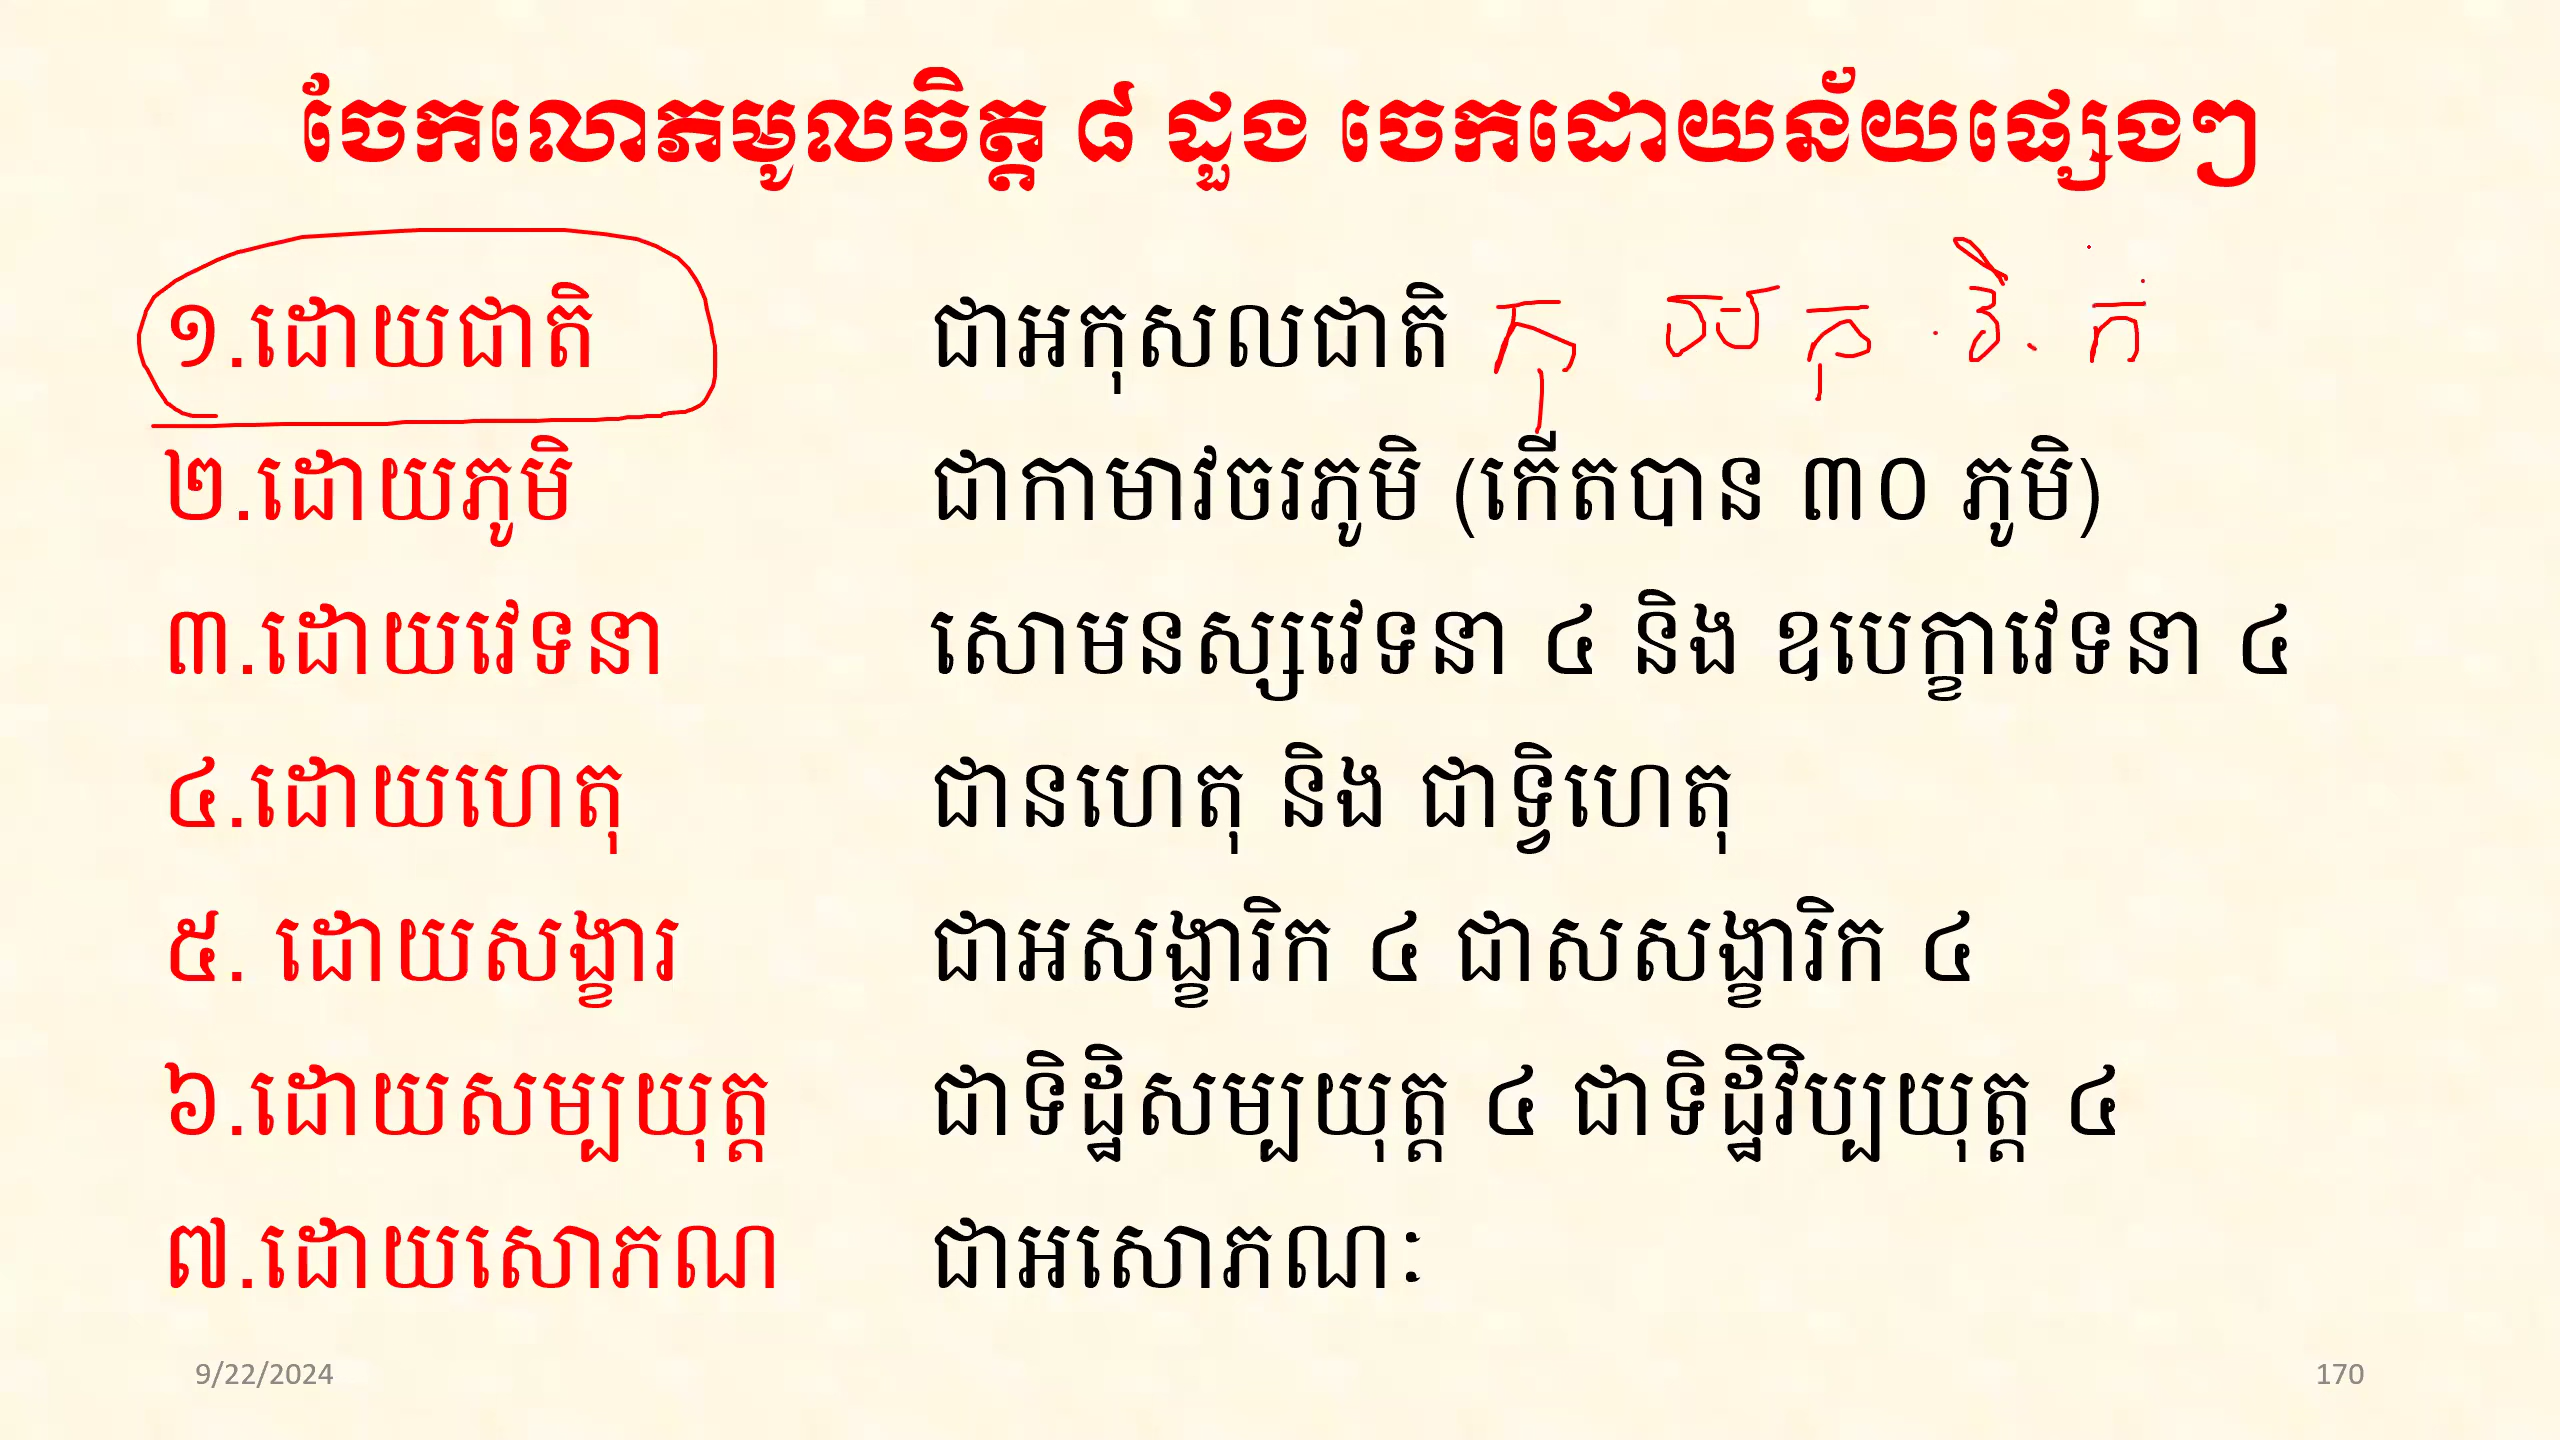 ចែកលោភមូលចិត្ត ៨ ដួង ចេកដោយន័យផ្សេងៗ
១.ដោយជាតិ ជាអកុសលជាតិ
២.ដោយភូមិ ជាកាមាវចរភូមិ (កើតបាន ៣០ ភូមិ)
៣.ដោយវេទនា សោមនស្សវេទនា ៤ និង ឧបេក្ខាវេទនា ៤
៤.ដោយហេតុ ជានហេតុ និង ជាទ្វិហេតុ
៥. ដោយសង្ខារ ជាអសង្ខារិក ៤ ជាសសង្ខារិក ៤
៦.ដោយសម្បយុត្ត ជាទិដ្ឋិសម្បយុត្ត ៤ ជាទិដ្ឋិវិប្បយុត្ត ៤
៧.ដោយសោភណ ជាអសោភណៈ
9/22/2024 170